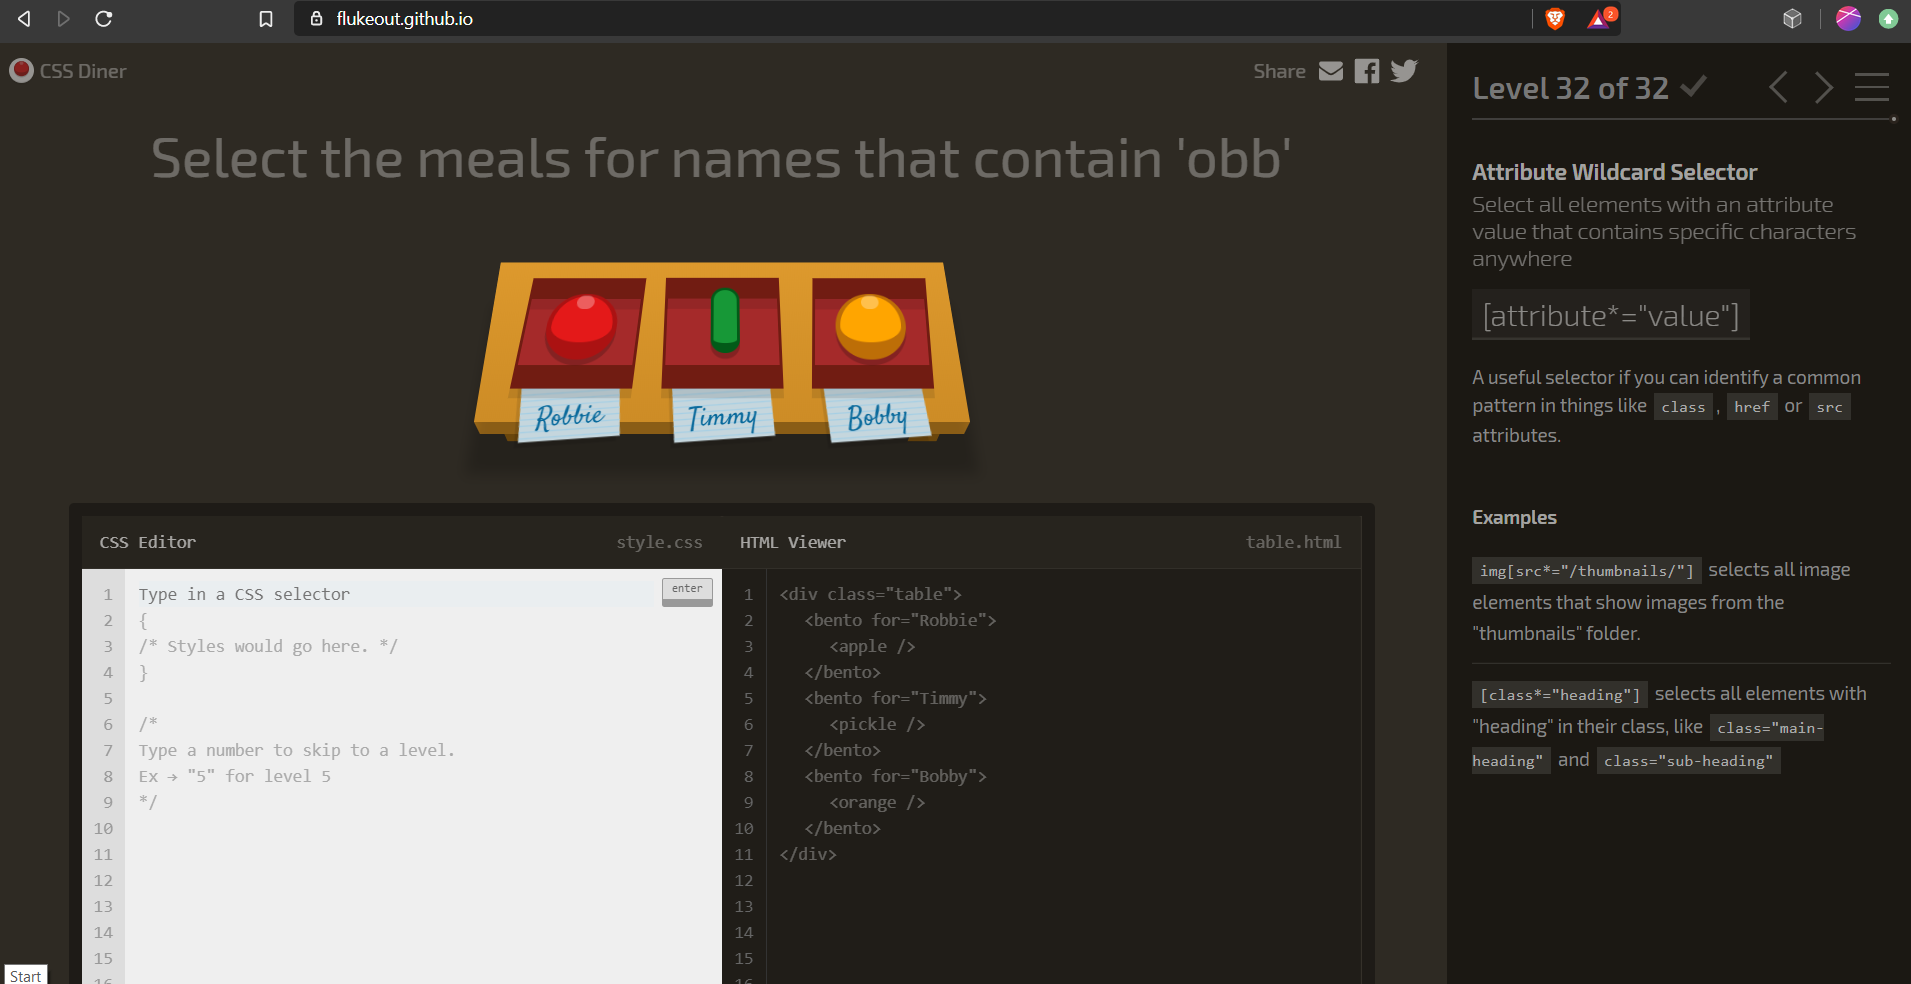 flukeout.github.io
2
CSS Diner
Share
Select the meals for names that contain 'obb'
Robbie
Timmy
Bobby
CSS Editor
style.css
1 Type in a CSS selector
enter
2 {
3 /* Styles would go here. */
4 }
5
6 /*
7 Type a number to skip to a level.
8 Ex → "5" for level 5
9 */
10
11
12
13
14
15
16
HTML Viewer
table.html
1 <div class="table">
2 <bento for="Robbie">
3 <apple />
4 </bento>
5 <bento for="Timmy">
6 <pickle />
7 </bento>
8 <bento for="Bobby">
9 <orange />
10 </bento>
11 </div>
12
13
14
15
16
Start
Level 32 of 32
Attribute Wildcard Selector
Select all elements with an attribute
value that contains specific characters
anywhere
[attribute*="value"]
A useful selector if you can identify a common
pattern in things like class , href or src
attributes.
Examples
img[src*="/thumbnails/"] selects all image
elements that show images from the
"thumbnails" folder.
[class*="heading"] selects all elements with
"heading" in their class, like class="main-
heading" and class="sub-heading"